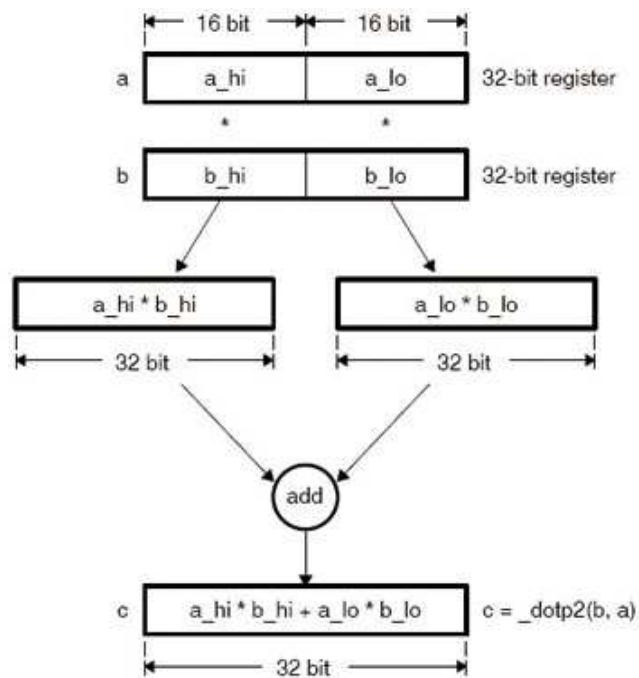 16 bit 16 bit
a a_hi a_lo 32-bit register
* *
b b_hi b_lo 32-bit register
a_hi * b_hi a_lo * b_lo
32 bit 32 bit
add
c a_hi * b_hi + a_lo * b_lo c = _dotp2(b, a)
32 bit